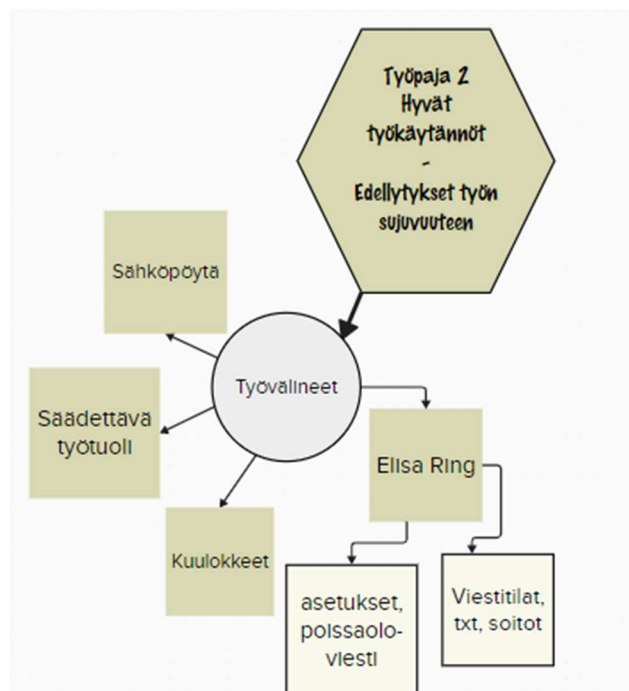 Työpaja 2
Hyvät
työkäytännöt
-
Edellytykset työn
sujuvuuteen
Sähköpöytä
Työvälineet
Säädettävä
työtuoli
Elisa Ring
Kuulokkeet
asetukset,
poissaolo-
viesti
Viestitilat,
txt, soitot